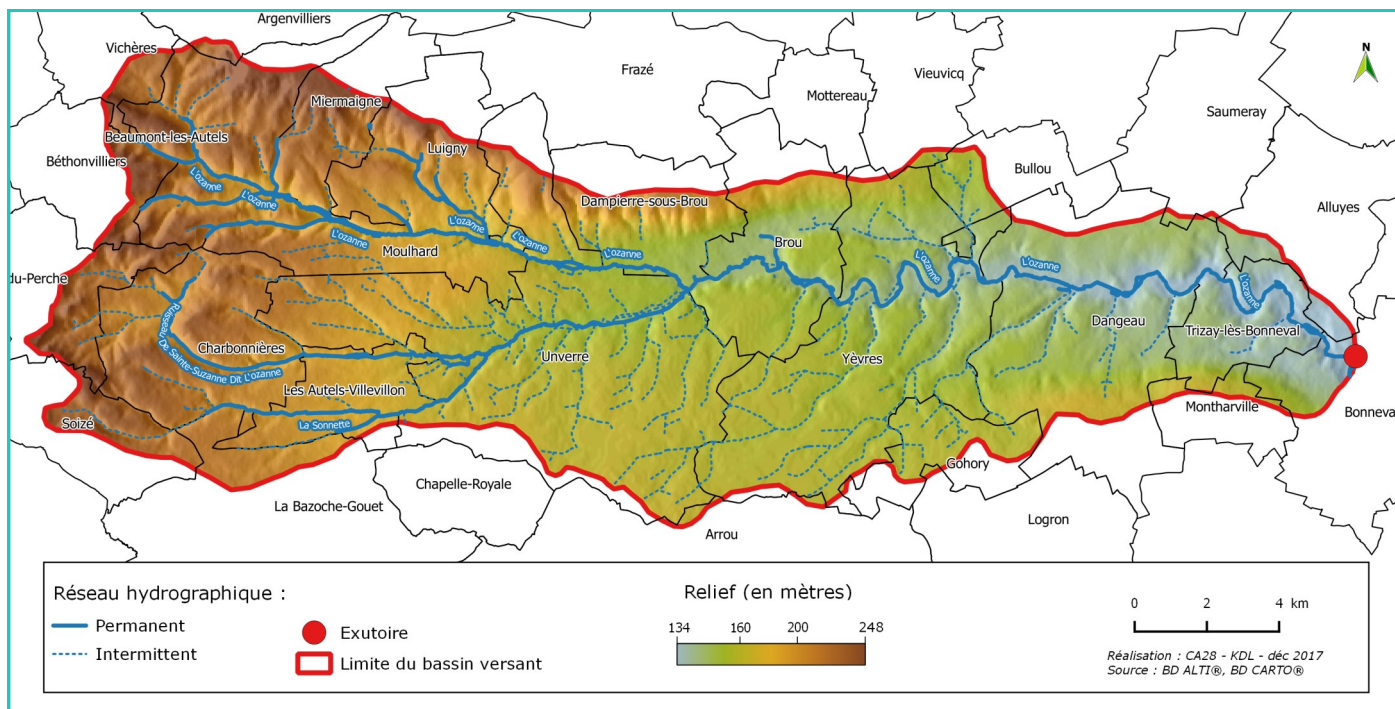 Argenvilliers
Vichères
Frazé
Vieuvicq
Mottereau
Miermaigne
Saumeray
Beaumont-les-Autels
Luigny
Béthonvilliers
Bullou
L'ozanne
L'ozanne
Dampierre-sous-Brou
Alluyes
L'ozanne
L'ozanne
L'ozanne
Brou
Moulhard
L'ozanne
L'ozanne
L'ozanne
du-Perche
L'ozanne
Ruisseau
De Sainte-Suzanne Dit L'ozanne
Charbonnières
Unverre
Yèvres
Dangeau
Trizay-lès-Bonneval
Les Autels-Villevillon
Montharville
Bonneva
Soizé
La Sonnette
Gohory
Chapelle-Royale
La Bazoche-Gouet
Arrou
Logron
N
Réseau hydrographique :
Permanent
Intermittent
Exutoire
Limite du bassin versant
Relief (en mètres)
134 160 200 248
0 2 4 km
Réalisation : CA28 - KDL - déc 2017
Source : BD ALTI®, BD CARTO®